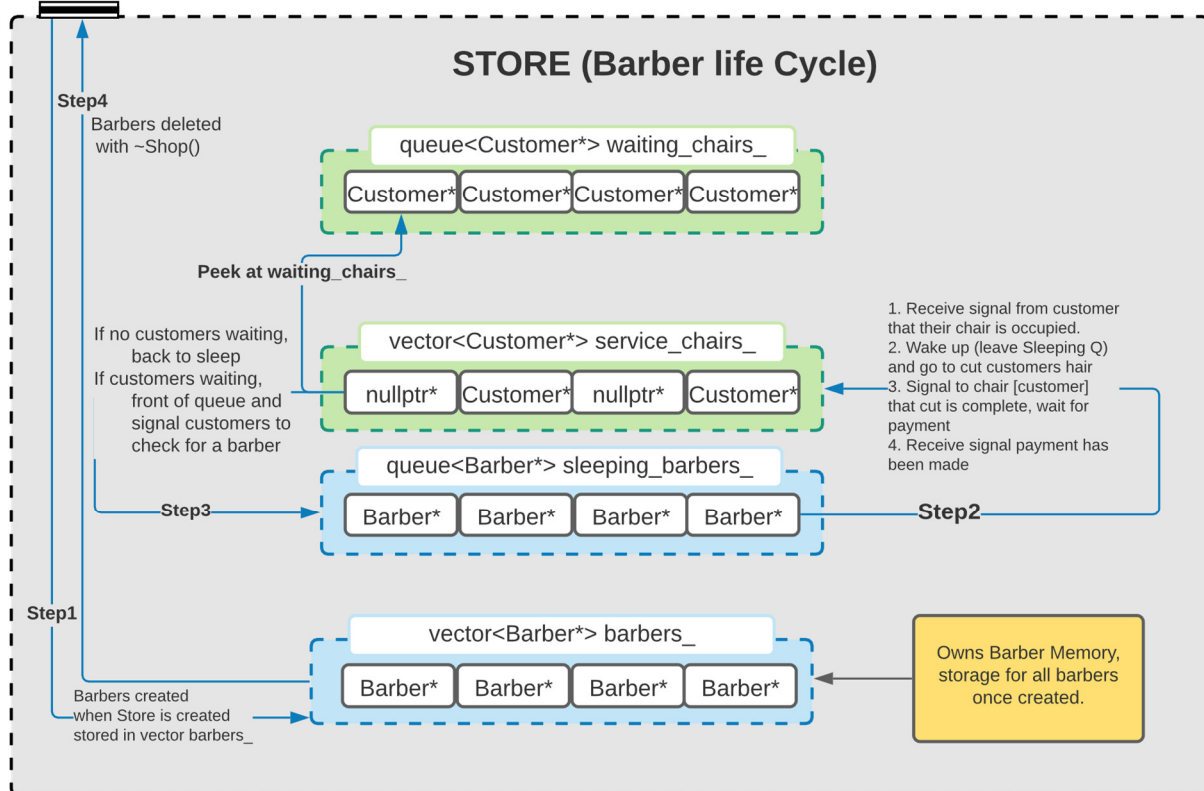 STORE (Barber life Cycle)
Step4
Barbers deleted
with ~Shop()
queue<Customer*> waiting_chairs_
Customer* Customer* Customer* Customer*
Peek at waiting_chairs_
If no customers waiting,
back to sleep
If customers waiting,
front of queue and
signal customers to
check for a barber
vector<Customer*> service_chairs_
nullptr* Customer* nullptr* Customer*
1. Receive signal from customer
that their chair is occupied.
2. Wake up (leave Sleeping Q)
and go to cut customers hair
3. Signal to chair [customer]
that cut is complete, wait for
payment
4. Receive signal payment has
been made
queue<Barber*> sleeping_barbers_
Barber* Barber* Barber* Barber*
Step3
Step2
Step1
vector<Barber*> barbers_
Barber* Barber* Barber* Barber*
Barbers created
when Store is created
stored in vector barbers_
Owns Barber Memory,
storage for all barbers
once created.